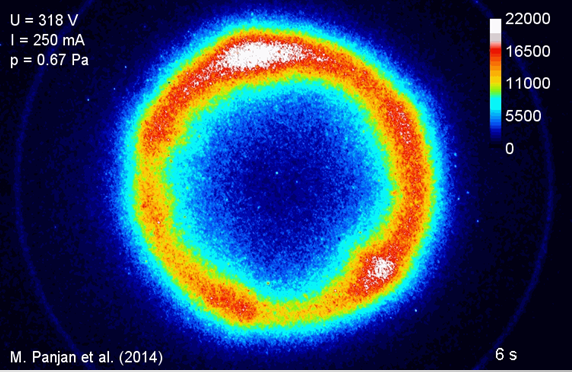 U = 318 V
I = 250 mA
p = 0.67 Pa
22000
16500
11000
5500
0
M. Panjan et al. (2014)
6 s